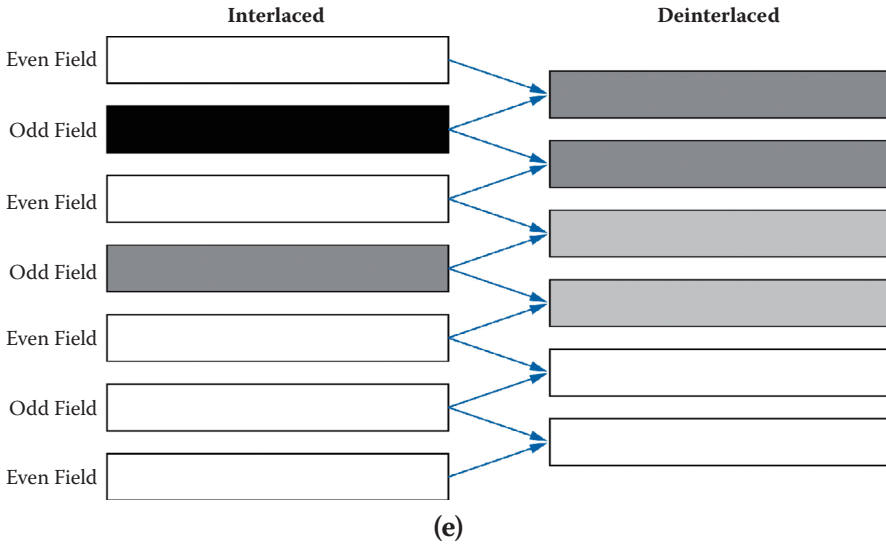 Interlaced
Deinterlaced
Even Field
Odd Field
Even Field
Odd Field
Even Field
Odd Field
Even Field
(e)